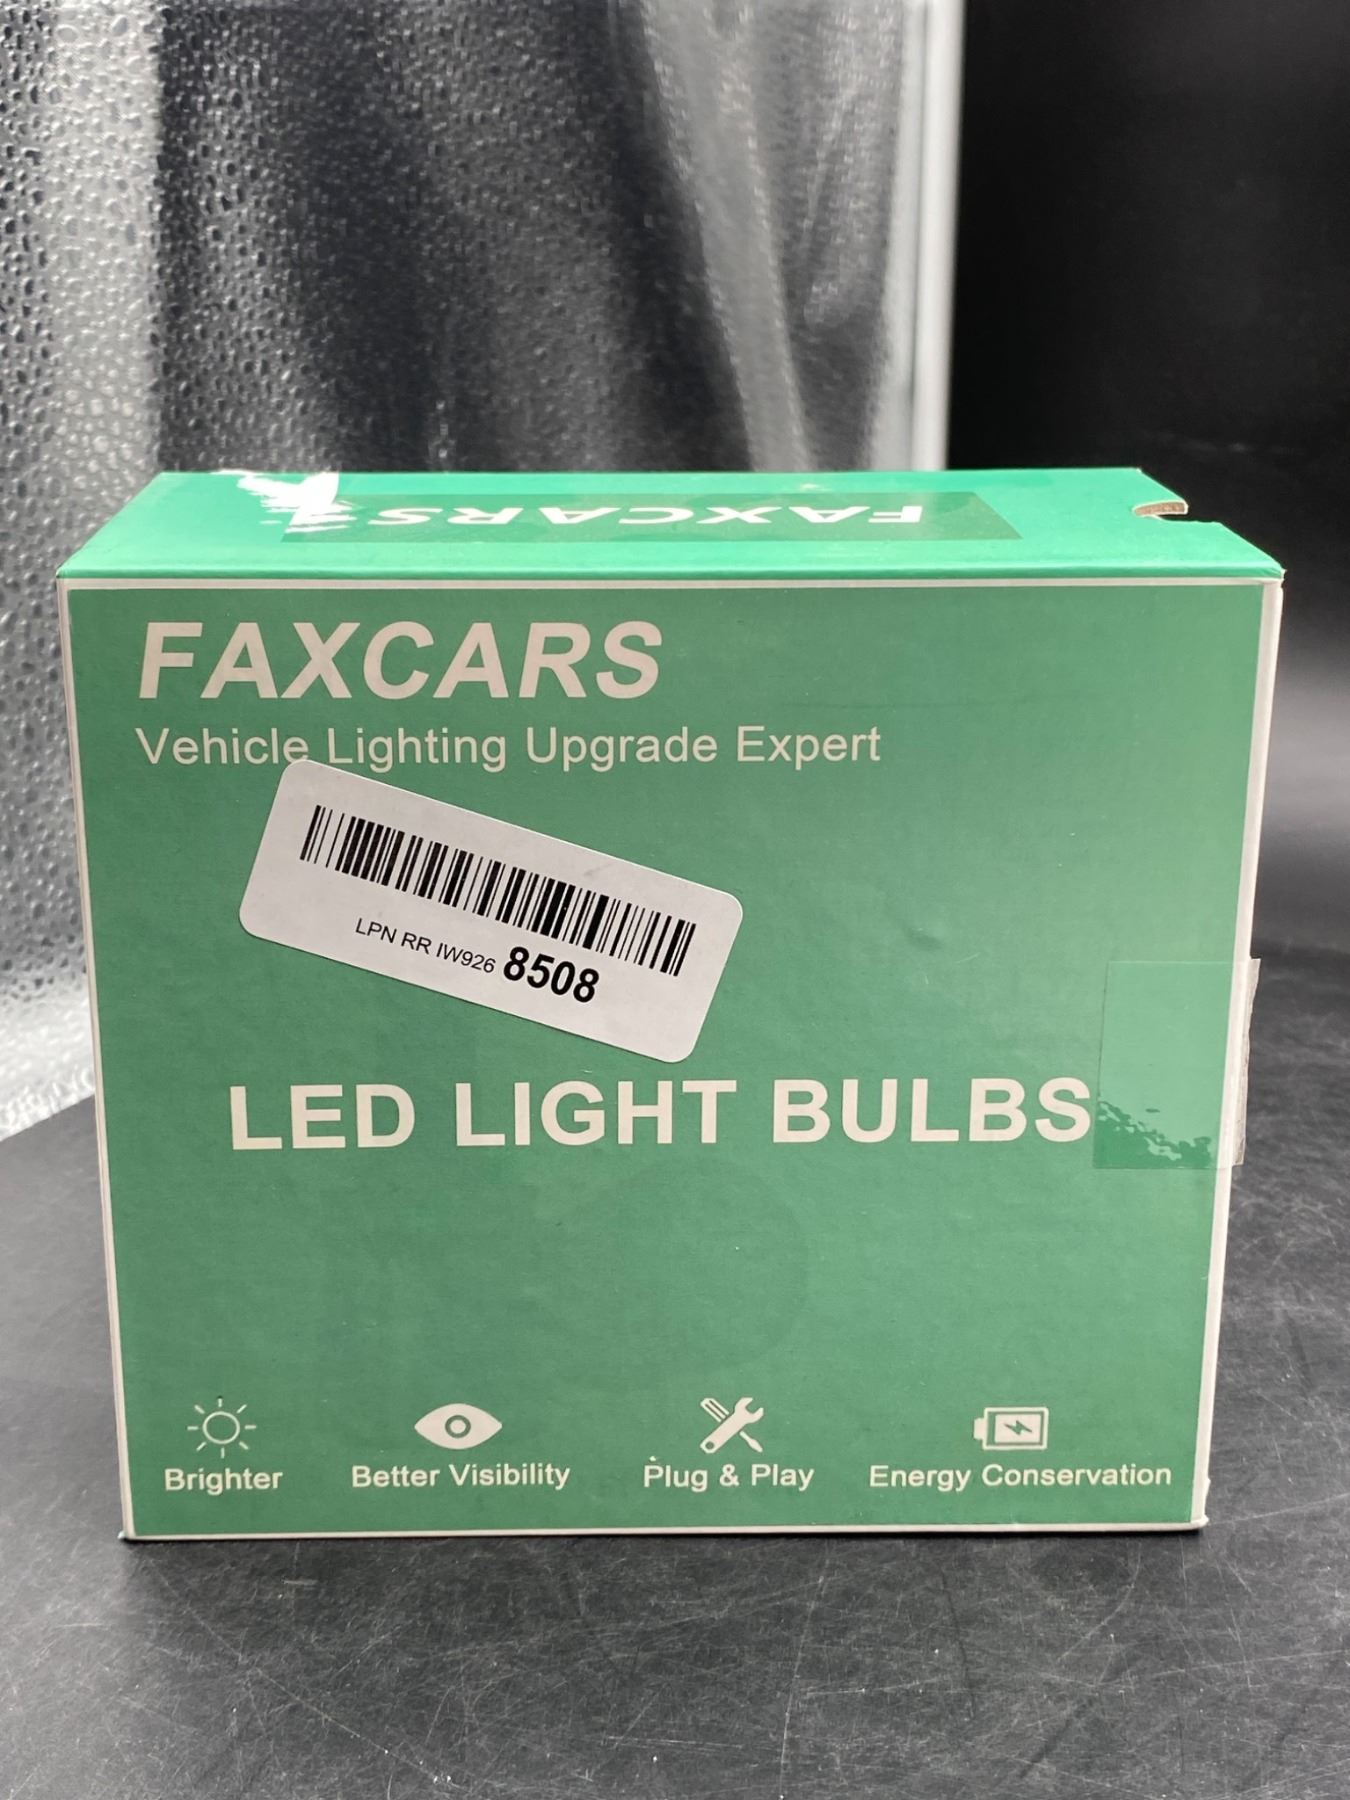 FAXCARS
FAXCARS
Vehicle Lighting Upgrade Expert
LPN RR IW926 8508
LED LIGHT BULBS
Brighter
Better Visibility
Plug & Play
Energy Conservation